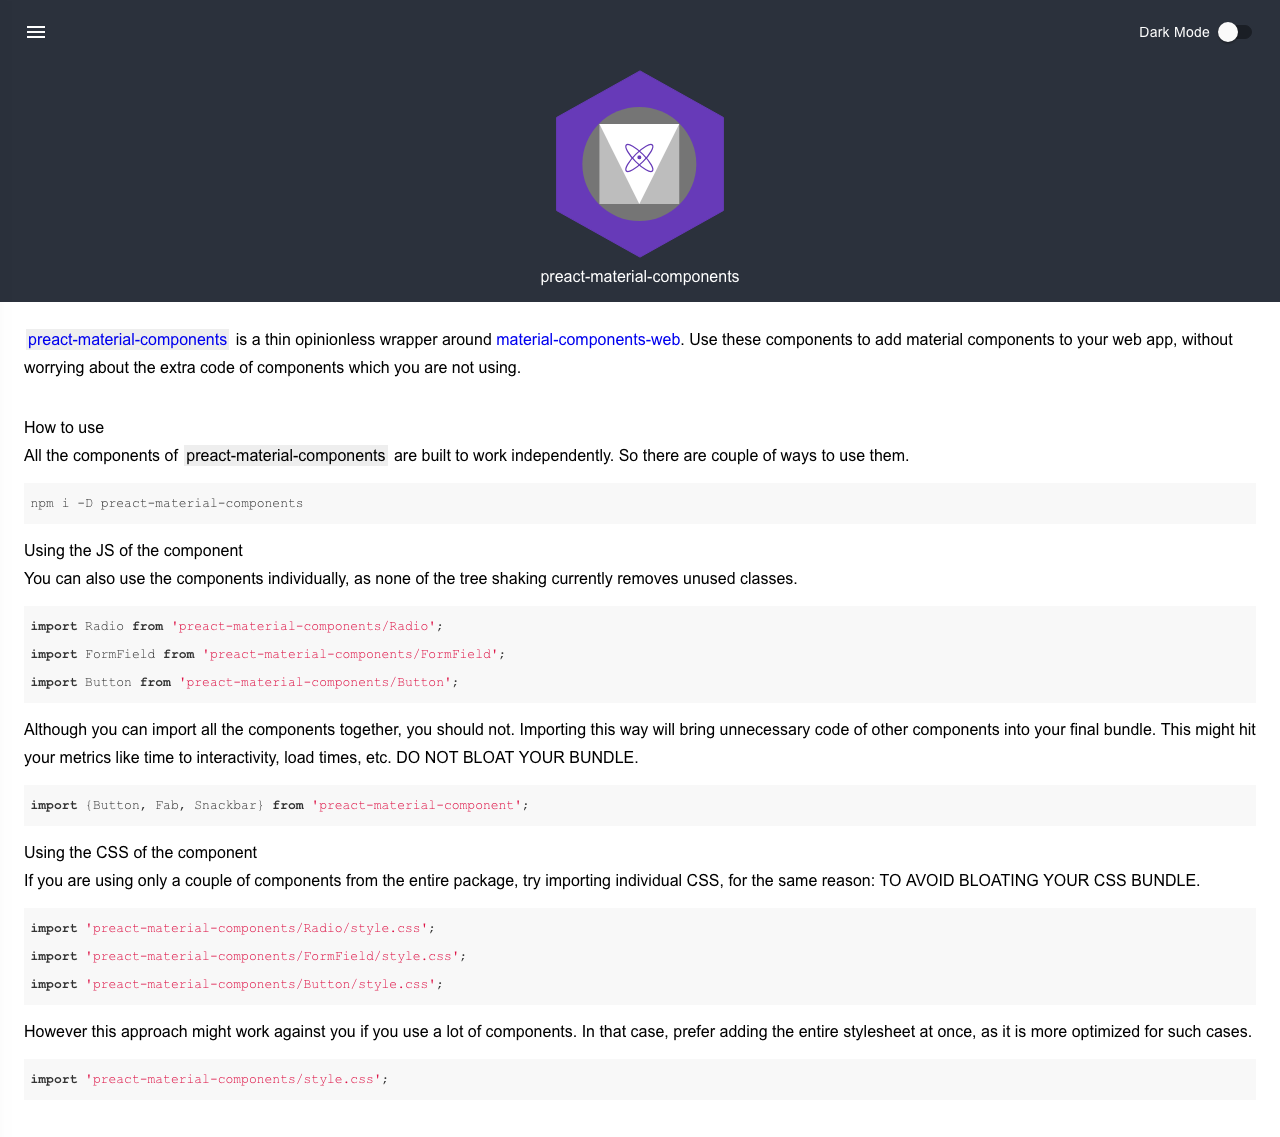 Dark Mode
preact-material-components
preact-material-components is a thin opinionless wrapper around material-components-web. Use these components to add material components to your web app, without
worrying about the extra code of components which you are not using.
How to use
All the components of preact-material-components are built to work independently. So there are couple of ways to use them.
npm i -D preact-material-components
Using the JS of the component
You can also use the components individually, as none of the tree shaking currently removes unused classes.
import Radio from 'preact-material-components/Radio';
import FormField from 'preact-material-components/FormField';
import Button from 'preact-material-components/Button';
Although you can import all the components together, you should not. Importing this way will bring unnecessary code of other components into your final bundle. This might hit
your metrics like time to interactivity, load times, etc. DO NOT BLOAT YOUR BUNDLE.
import {Button, Fab, Snackbar} from 'preact-material-component';
Using the CSS of the component
If you are using only a couple of components from the entire package, try importing individual CSS, for the same reason: TO AVOID BLOATING YOUR CSS BUNDLE.
import 'preact-material-components/Radio/style.css';
import 'preact-material-components/FormField/style.css';
import 'preact-material-components/Button/style.css';
However this approach might work against you if you use a lot of components. In that case, prefer adding the entire stylesheet at once, as it is more optimized for such cases.
import 'preact-material-components/style.css';